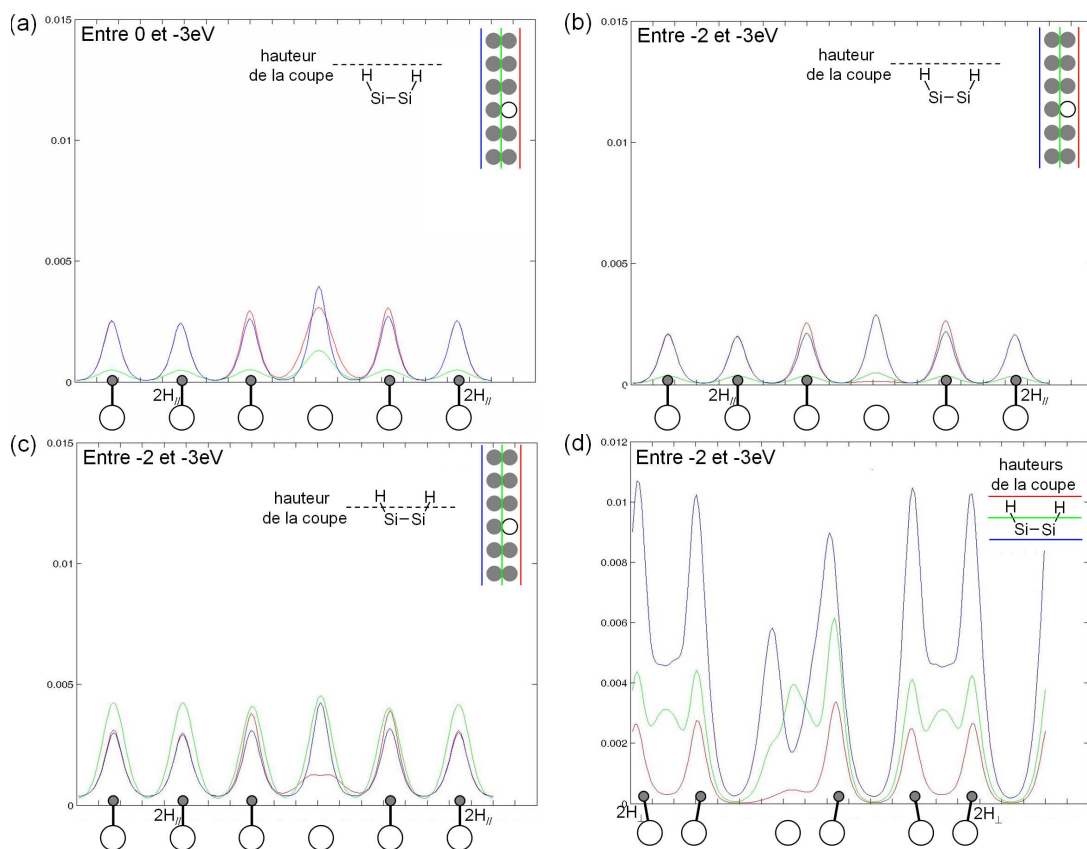 (a)
Entre 0 et -3eV
hauteur
de la coupe
H H
Si-Si
0.015
0.01
0.005
0
2H//
2H//
(b)
Entre -2 et -3eV
hauteur
de la coupe
H H
Si-Si
0.015
0.01
0.005
0
2H//
2H//
(c)
Entre -2 et -3eV
hauteur
de la coupe
H H
Si-Si
0.015
0.01
0.005
0
2H//
2H//
(d)
Entre -2 et -3eV
hauteurs
de la coupe
H H
Si-Si
0.012
0.01
0.008
0.006
0.004
0.002
0
2H⊥
2H⊥